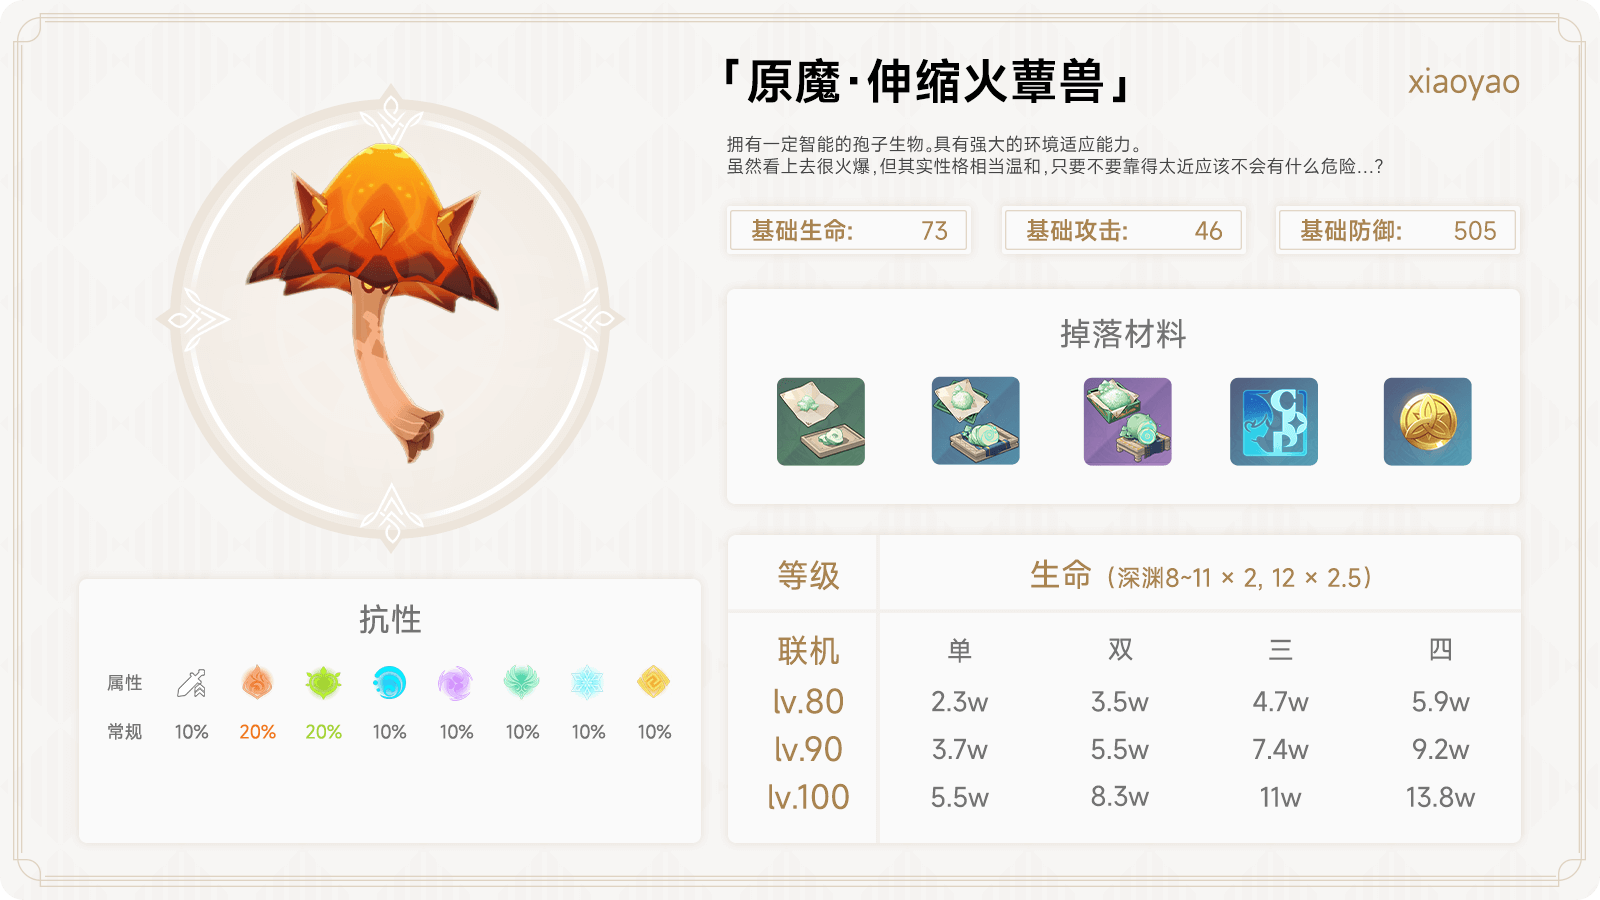 「原魔·伸缩火蕈兽」
xiaoyao
拥有一定智能的孢子生物。具有强大的环境适应能力。
虽然看上去很火爆,但其实性格相当温和,只要不要靠得太近应该不会有什么危险...?
基础生命: 73
基础攻击: 46
基础防御: 505
掉落材料
抗性
属性
常规 10% 20% 20% 10% 10% 10% 10% 10%
等级 生命（深渊8~11 × 2, 12 × 2.5）
联机 单 双 三 四
lv.80 2.3w 3.5w 4.7w 5.9w
lv.90 3.7w 5.5w 7.4w 9.2w
lv.100 5.5w 8.3w 11w 13.8w